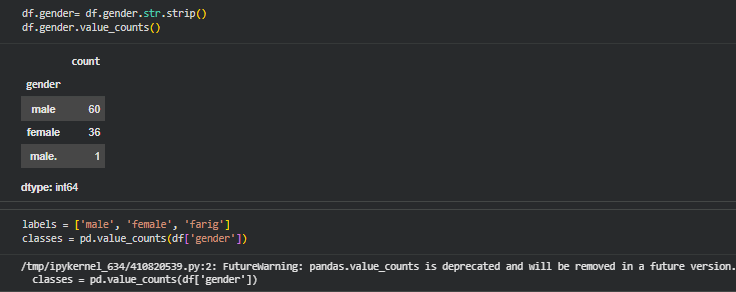 df.gender= df.gender.str.strip()
df.gender.value_counts()
count
gender
male 60
female 36
male. 1
dtype: int64
labels = ['male', 'female', 'farig']
classes = pd.value_counts(df['gender'])
/tmp/ipykernel_634/410820539.py:2: FutureWarning: pandas.value_counts is deprecated and will be removed in a future version.
classes = pd.value_counts(df['gender'])